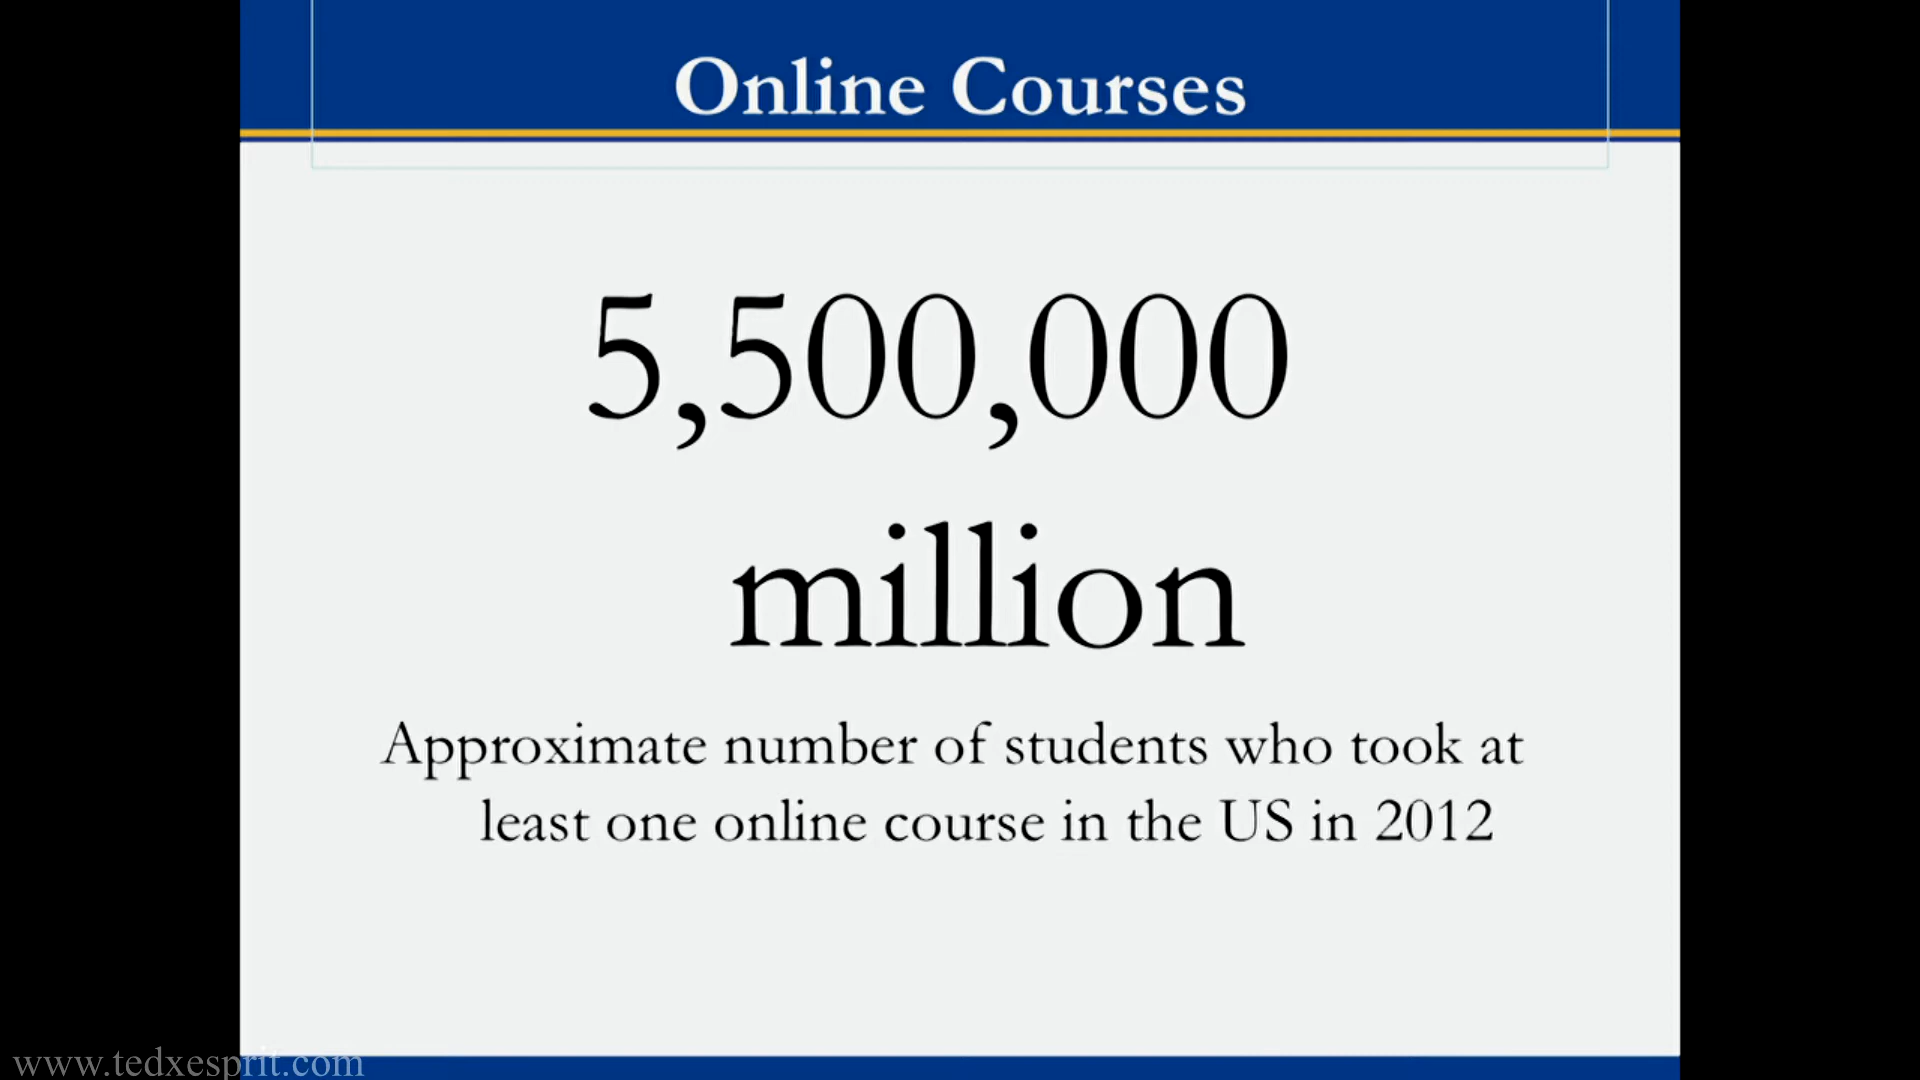 Online Courses
5,500,000
million
Approximate number of students who took at
least one online course in the US in 2012
www.tedxesprit.com